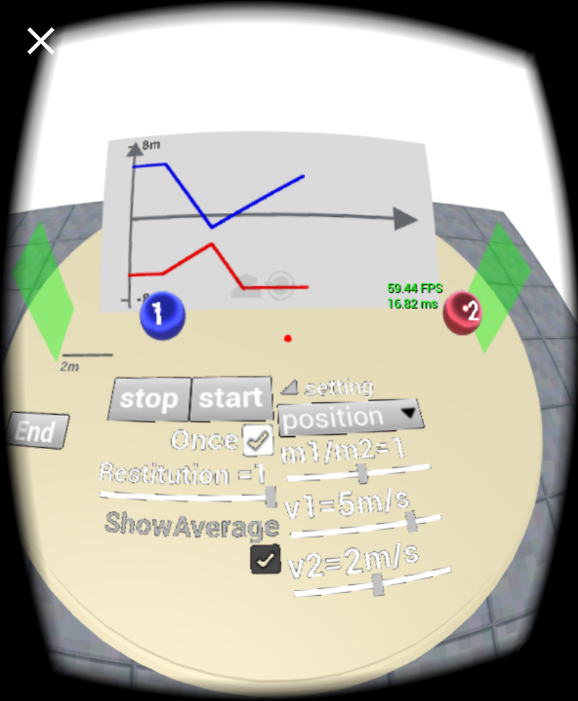 8m
-8
59.44 FPS
16.82 ms
1
2
2m
stop start
setting
position
End
Once
m1/m2=1
Restitution =1
v1=5m/s
ShowAverage
v2=2m/s